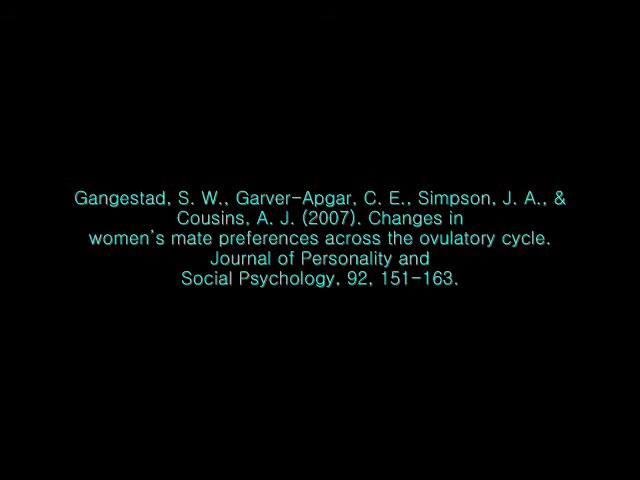 Gangestad, S. W., Garver-Apgar, C. E., Simpson, J. A., &
Cousins, A. J. (2007). Changes in
women's mate preferences across the ovulatory cycle.
Journal of Personality and
Social Psychology, 92, 151-163.